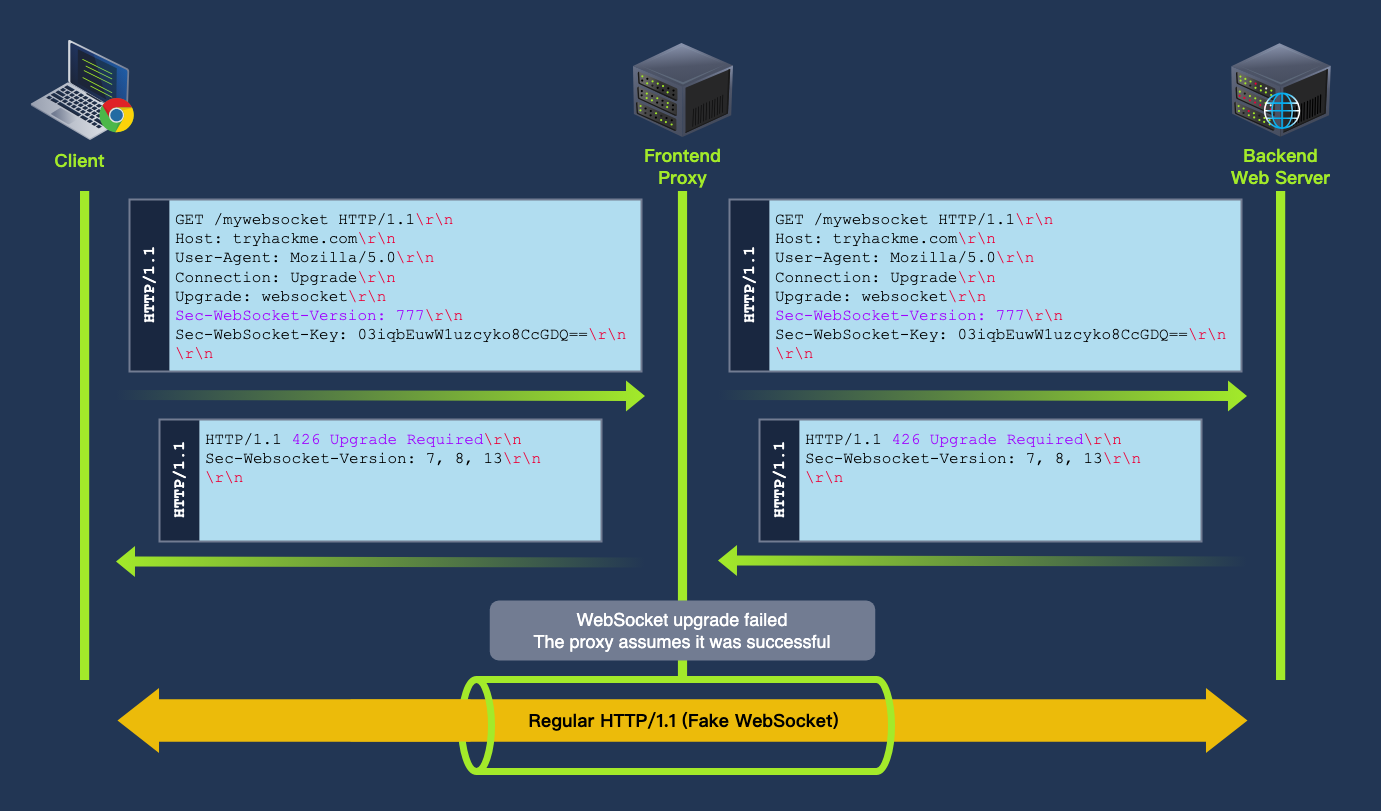 Client
Frontend
Proxy
Backend
Web Server
HTTP/1.1
GET /mywebsocket HTTP/1.1\r\n
Host: tryhackme.com\r\n
User-Agent: Mozilla/5.0\r\n
Connection: Upgrade\r\n
Upgrade: websocket\r\n
Sec-WebSocket-Version: 777\r\n
Sec-WebSocket-Key: 03iqbEuwW1uzcyko8CcGDQ==\r\n
\r\n
HTTP/1.1
GET /mywebsocket HTTP/1.1\r\n
Host: tryhackme.com\r\n
User-Agent: Mozilla/5.0\r\n
Connection: Upgrade\r\n
Upgrade: websocket\r\n
Sec-WebSocket-Version: 777\r\n
Sec-WebSocket-Key: 03iqbEuwW1uzcyko8CcGDQ==\r\n
\r\n
HTTP/1.1
HTTP/1.1 426 Upgrade Required\r\n
Sec-Websocket-Version: 7, 8, 13\r\n
\r\n
HTTP/1.1
HTTP/1.1 426 Upgrade Required\r\n
Sec-Websocket-Version: 7, 8, 13\r\n
\r\n
WebSocket upgrade failed
The proxy assumes it was successful
Regular HTTP/1.1 (Fake WebSocket)